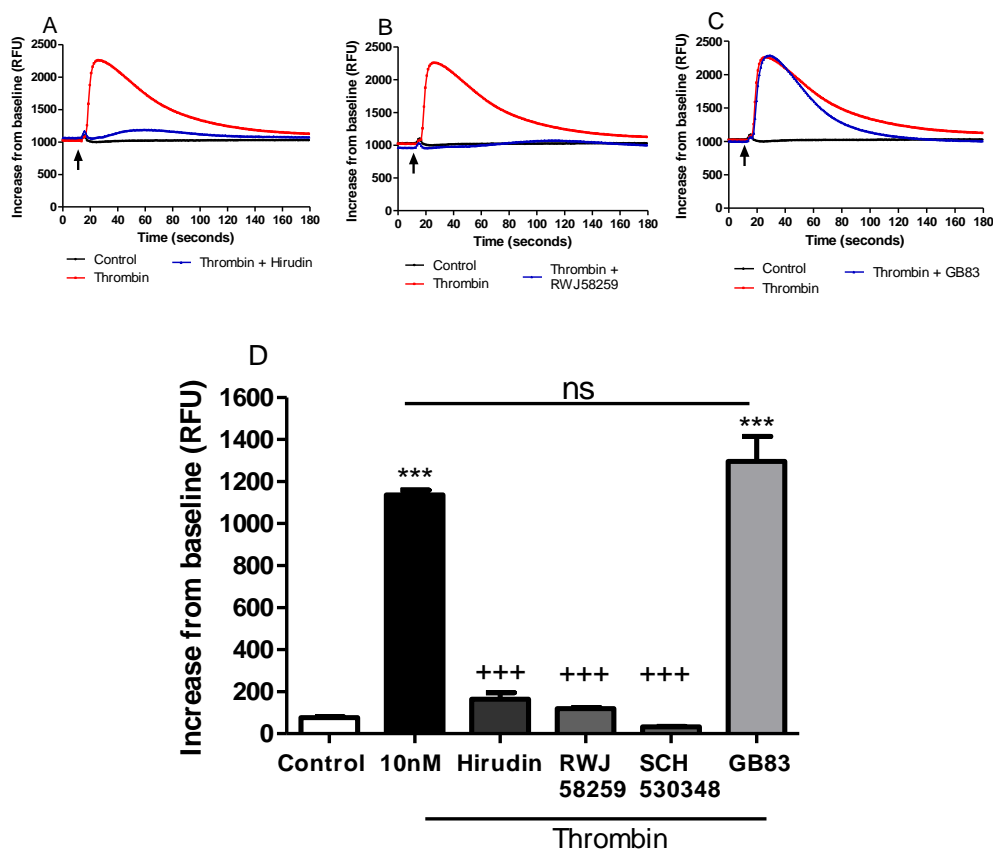 A
Increase from baseline (RFU)
2500
2000
1500
1000
500
0
0 20 40 60 80 100 120 140 160 180
Time (seconds)
Control
Thrombin
Thrombin + Hirudin
B
Increase from baseline (RFU)
2500
2000
1500
1000
500
0
0 20 40 60 80 100 120 140 160 180
Time (seconds)
Control
Thrombin
Thrombin +
RWJ58259
C
Increase from baseline (RFU)
2500
2000
1500
1000
500
0
0 20 40 60 80 100 120 140 160 180
Time (seconds)
Control
Thrombin
Thrombin + GB83
D
Increase from baseline (RFU)
1600
1400
1200
1000
800
600
400
200
0
ns
***
***
+++ +++ +++
Control 10nM Hirudin RWJ SCH GB83
58259 530348
Thrombin